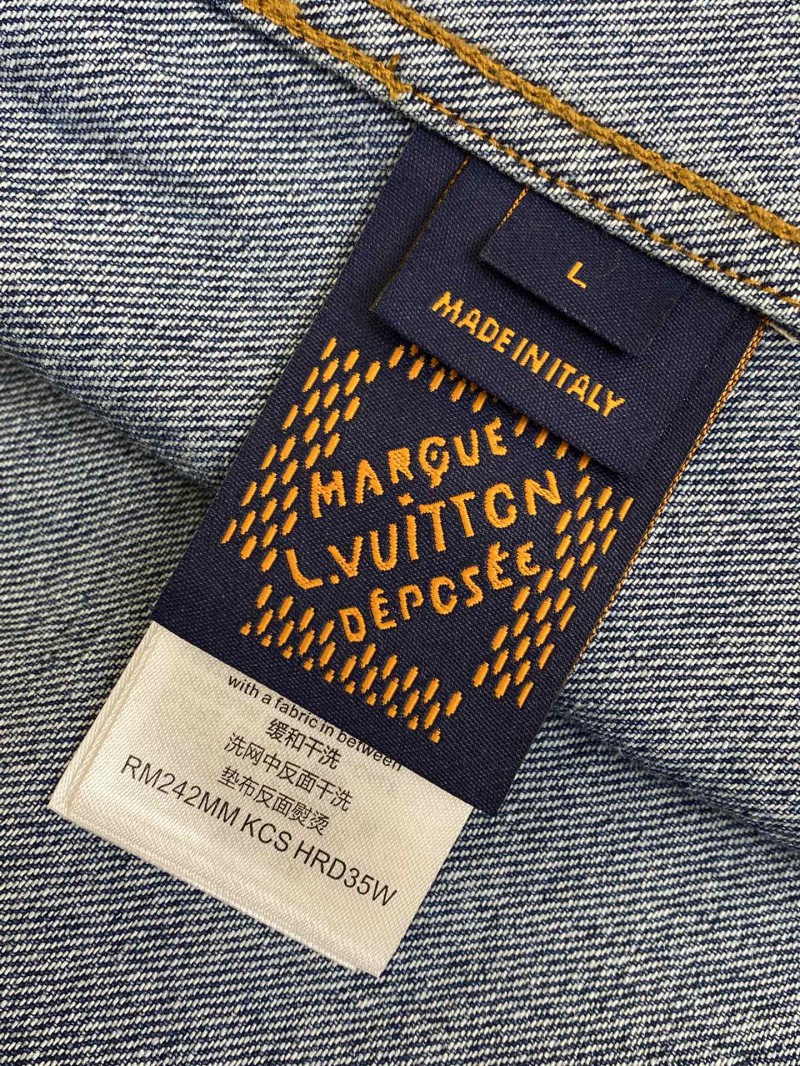 L
MADE IN ITALY
MARQUE
L.VUITTON
DÉPOSÉE
with a fabric in between
缓和干洗
洗网中反面干洗
垫布反面熨烫
RM242MM KCS HRD35W